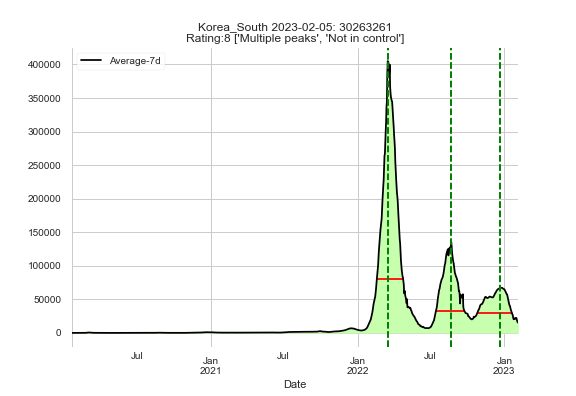 Korea_South 2023-02-05: 30263261
Rating:8 ['Multiple peaks', 'Not in control']
Average-7d
400000
350000
300000
250000
200000
150000
100000
50000
0
Jul
Jan
2021
Jul
Jan
2022
Jul
Jan
2023
Date